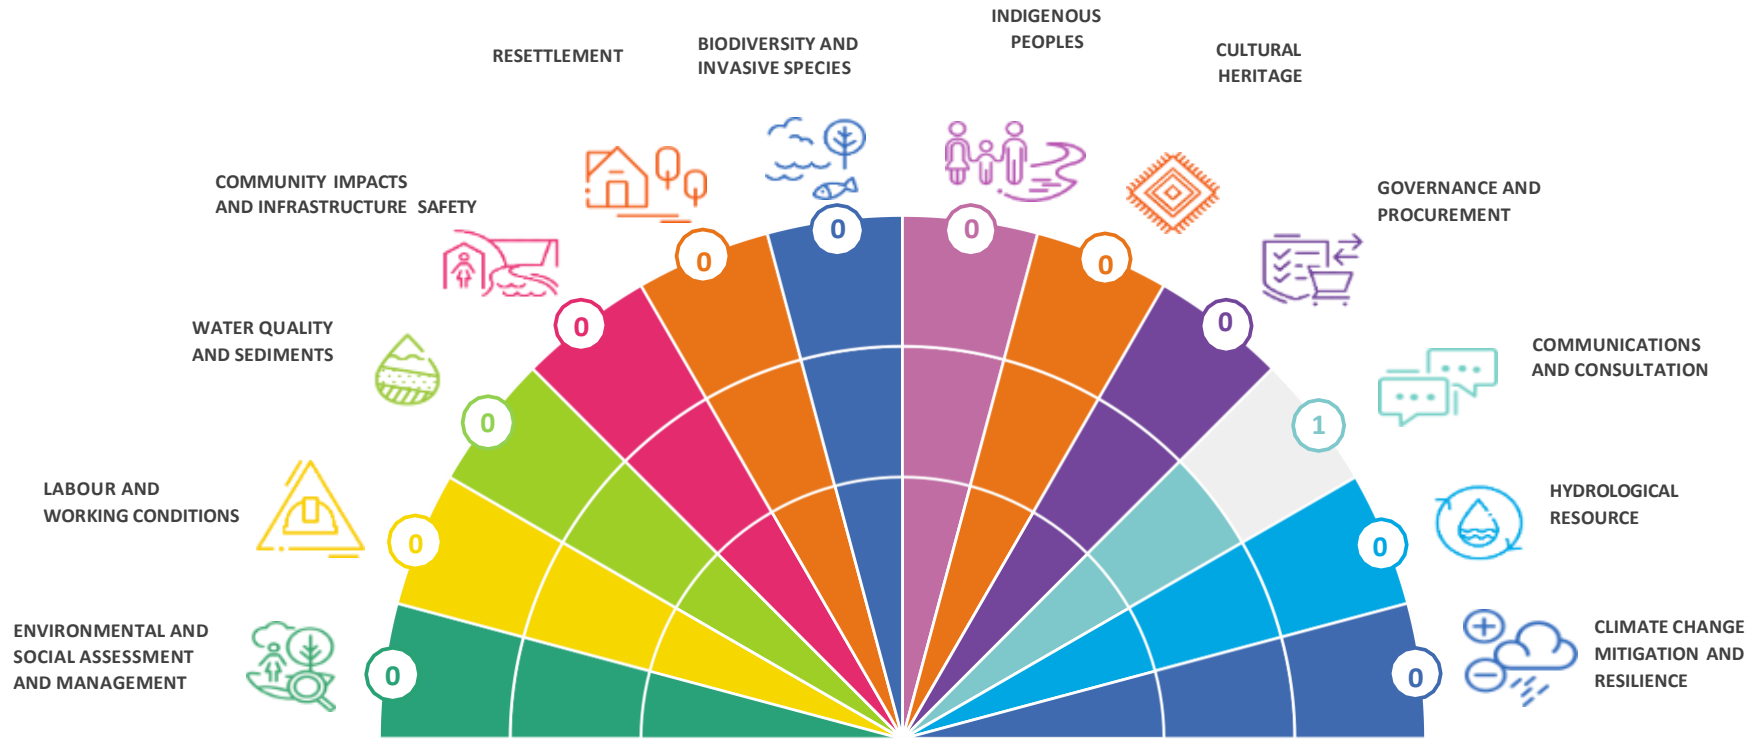 INDIGENOUS
PEOPLES
BIODIVERSITY AND
INVASIVE SPECIES
RESETTLEMENT
CULTURAL
HERITAGE
COMMUNITY IMPACTS
AND INFRASTRUCTURE SAFETY
GOVERNANCE AND
PROCUREMENT
0
0
0
0
0
0
WATER QUALITY
AND SEDIMENTS
COMMUNICATIONS
AND CONSULTATION
0
1
LABOUR AND
WORKING CONDITIONS
HYDROLOGICAL
RESOURCE
0
0
ENVIRONMENTAL AND
SOCIAL ASSESSMENT
AND MANAGEMENT
CLIMATE CHANGE
MITIGATION AND
RESILIENCE
0
0